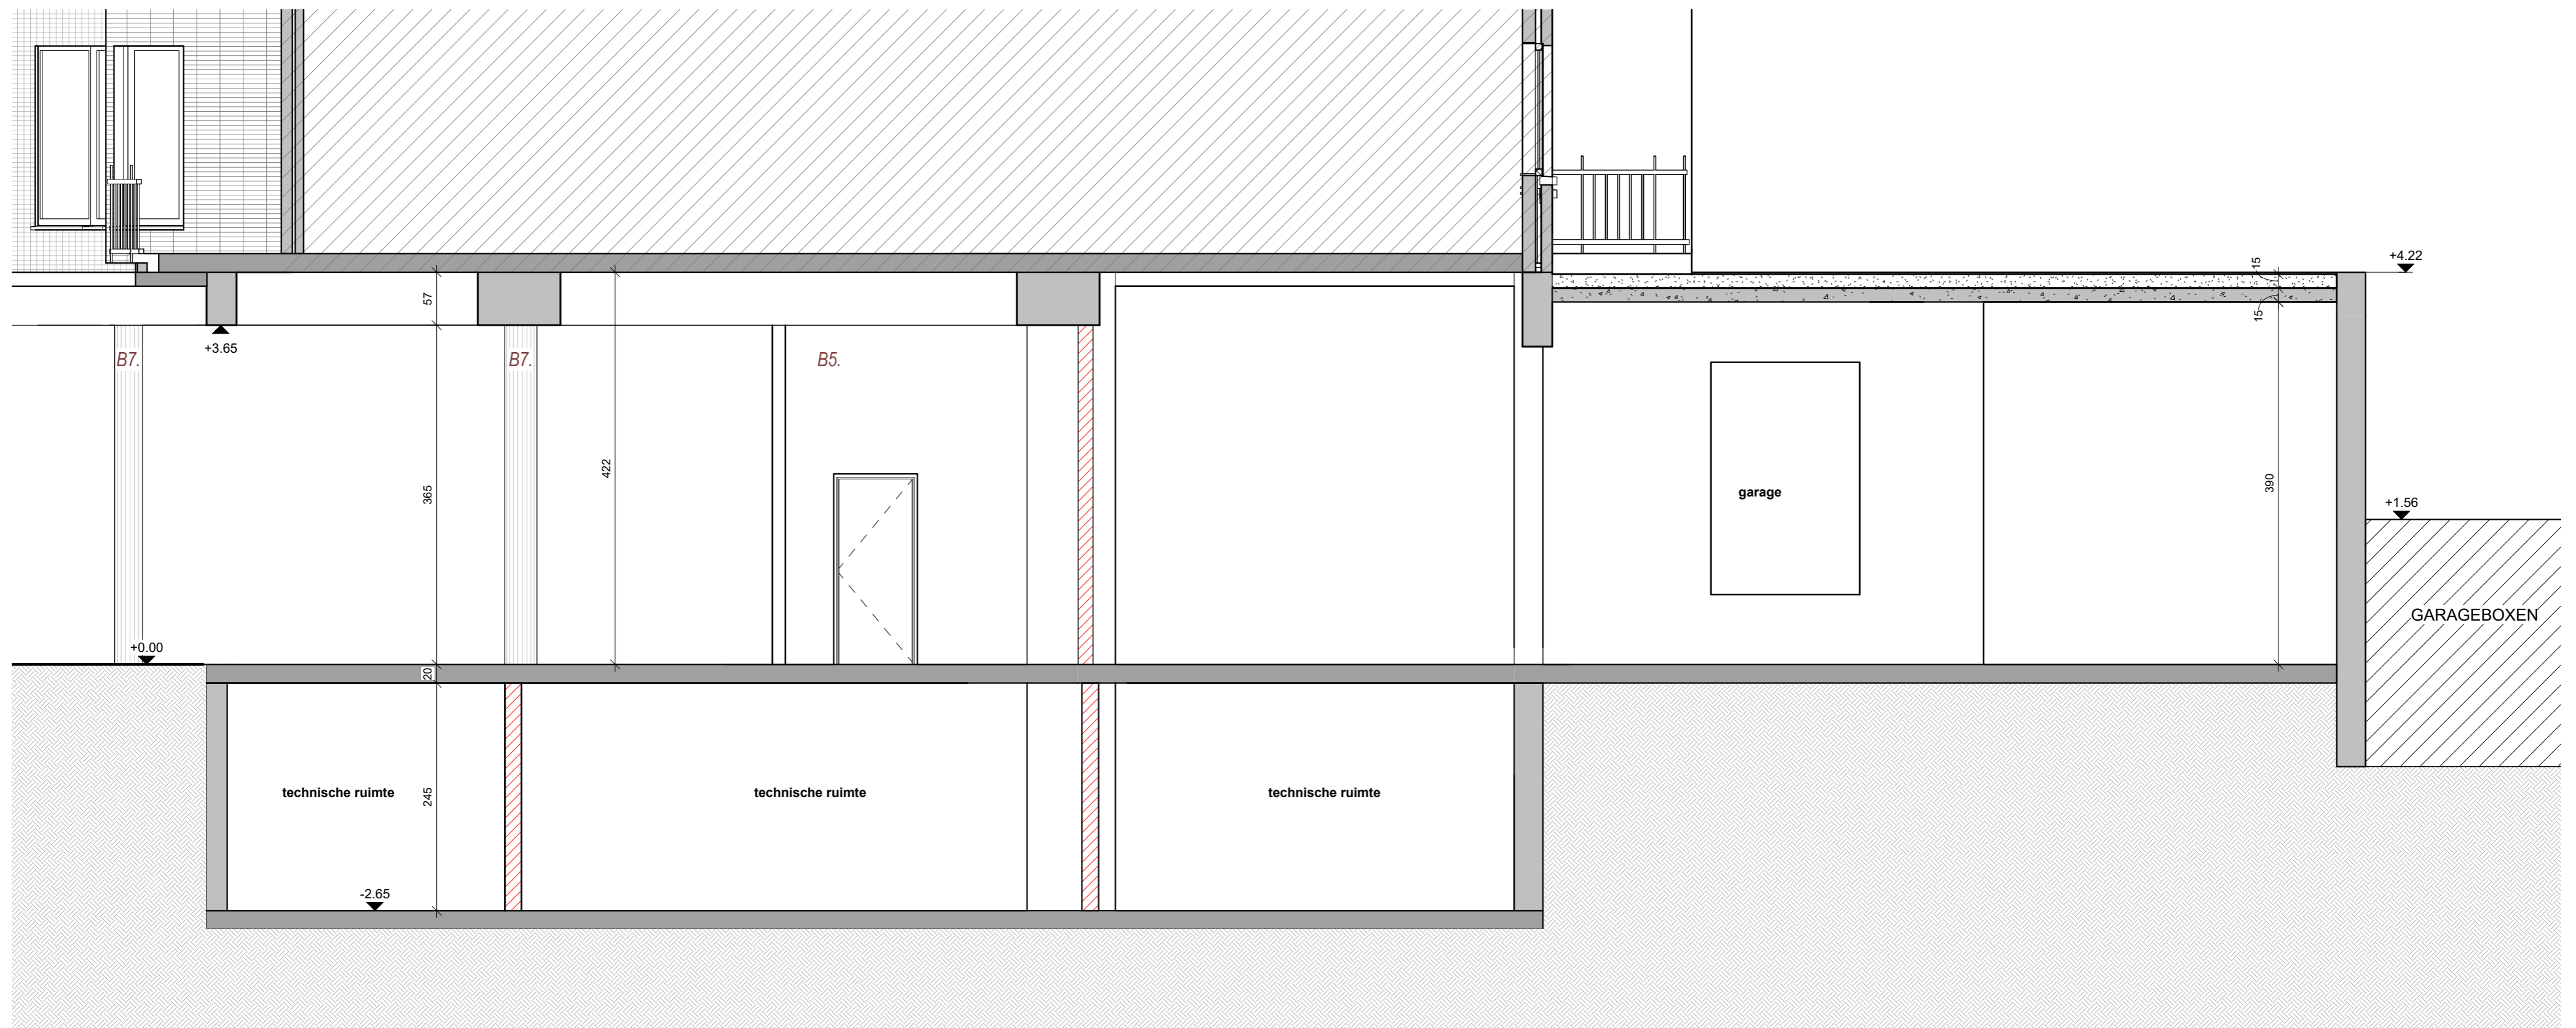 +4.22
15
57
15
+3.65
B7.
B7.
B5.
422
365
390
garage
+1.56
GARAGEBOXEN
+0.00
20
technische ruimte
245
technische ruimte
technische ruimte
-2.65